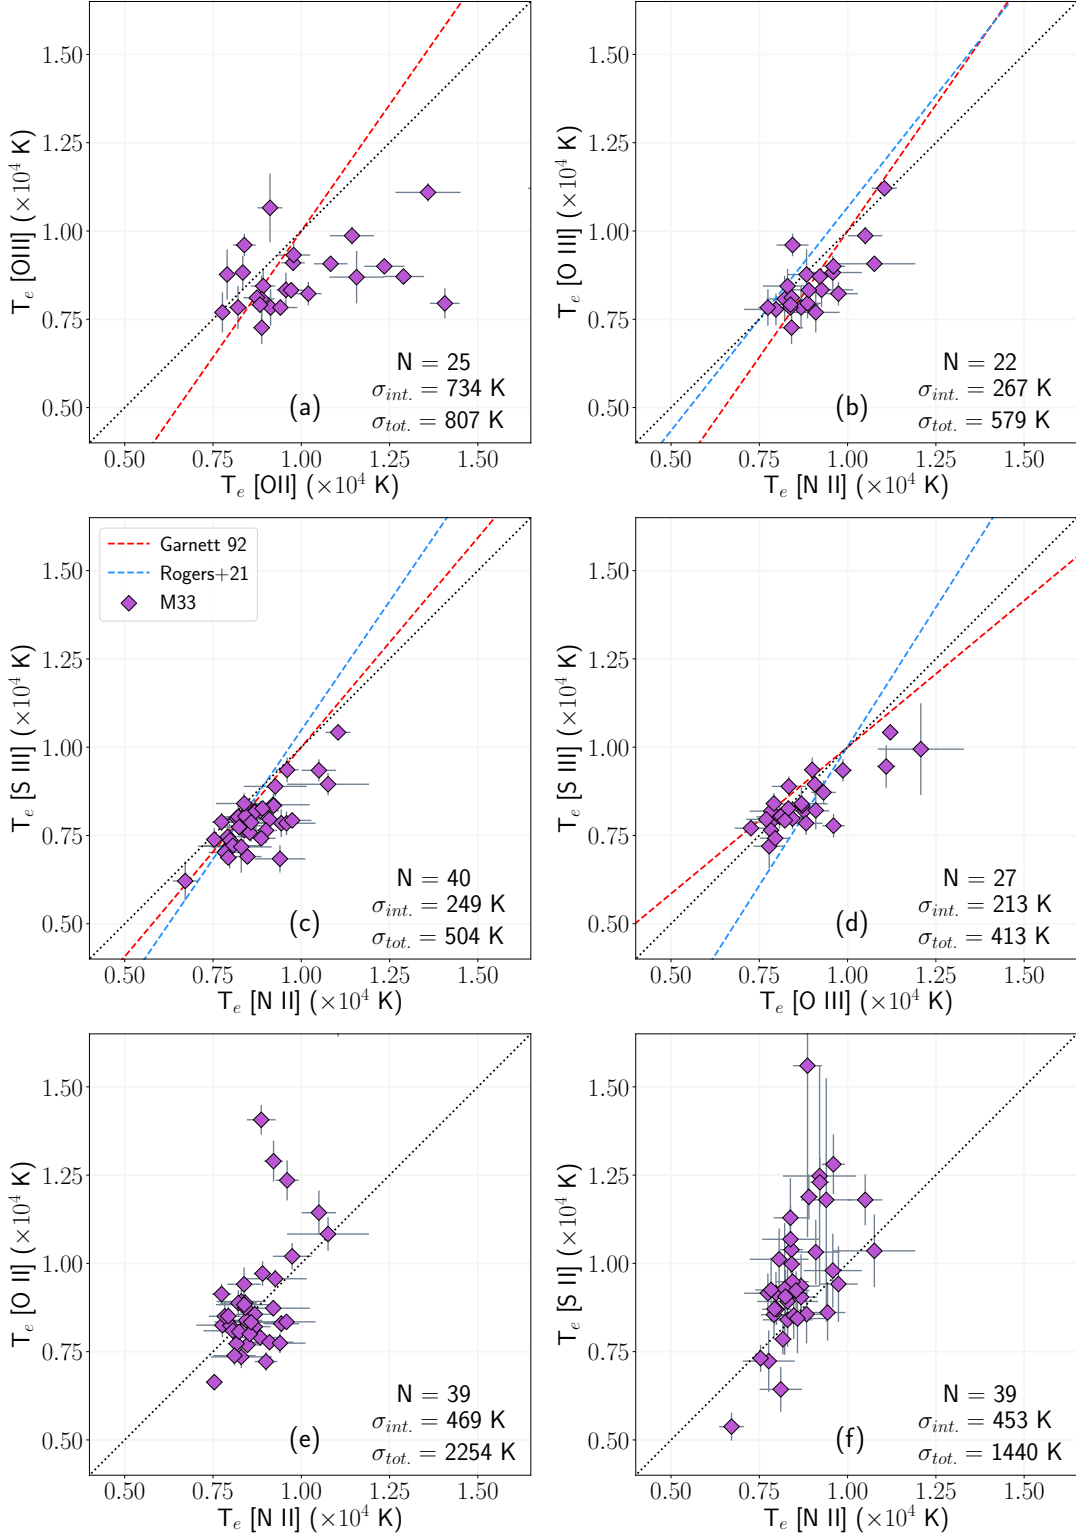 1.50
1.25
1.00
0.75
0.50
T_e [OIII] (×10^4 K)
N = 25
σ_int. = 734 K
(a)
σ_tot. = 807 K
0.50 0.75 1.00 1.25 1.50
T_e [OII] (×10^4 K)
1.50
1.25
1.00
0.75
0.50
T_e [O III] (×10^4 K)
N = 22
σ_int. = 267 K
(b)
σ_tot. = 579 K
0.50 0.75 1.00 1.25 1.50
T_e [N II] (×10^4 K)
Garnett 92
Rogers+21
M33
1.50
1.25
1.00
0.75
0.50
T_e [S III] (×10^4 K)
N = 40
σ_int. = 249 K
(c)
σ_tot. = 504 K
0.50 0.75 1.00 1.25 1.50
T_e [N II] (×10^4 K)
1.50
1.25
1.00
0.75
0.50
T_e [S III] (×10^4 K)
N = 27
σ_int. = 213 K
(d)
σ_tot. = 413 K
0.50 0.75 1.00 1.25 1.50
T_e [O III] (×10^4 K)
1.50
1.25
1.00
0.75
0.50
T_e [O II] (×10^4 K)
N = 39
σ_int. = 469 K
(e)
σ_tot. = 2254 K
0.50 0.75 1.00 1.25 1.50
T_e [N II] (×10^4 K)
1.50
1.25
1.00
0.75
0.50
T_e [S II] (×10^4 K)
N = 39
σ_int. = 453 K
(f)
σ_tot. = 1440 K
0.50 0.75 1.00 1.25 1.50
T_e [N II] (×10^4 K)